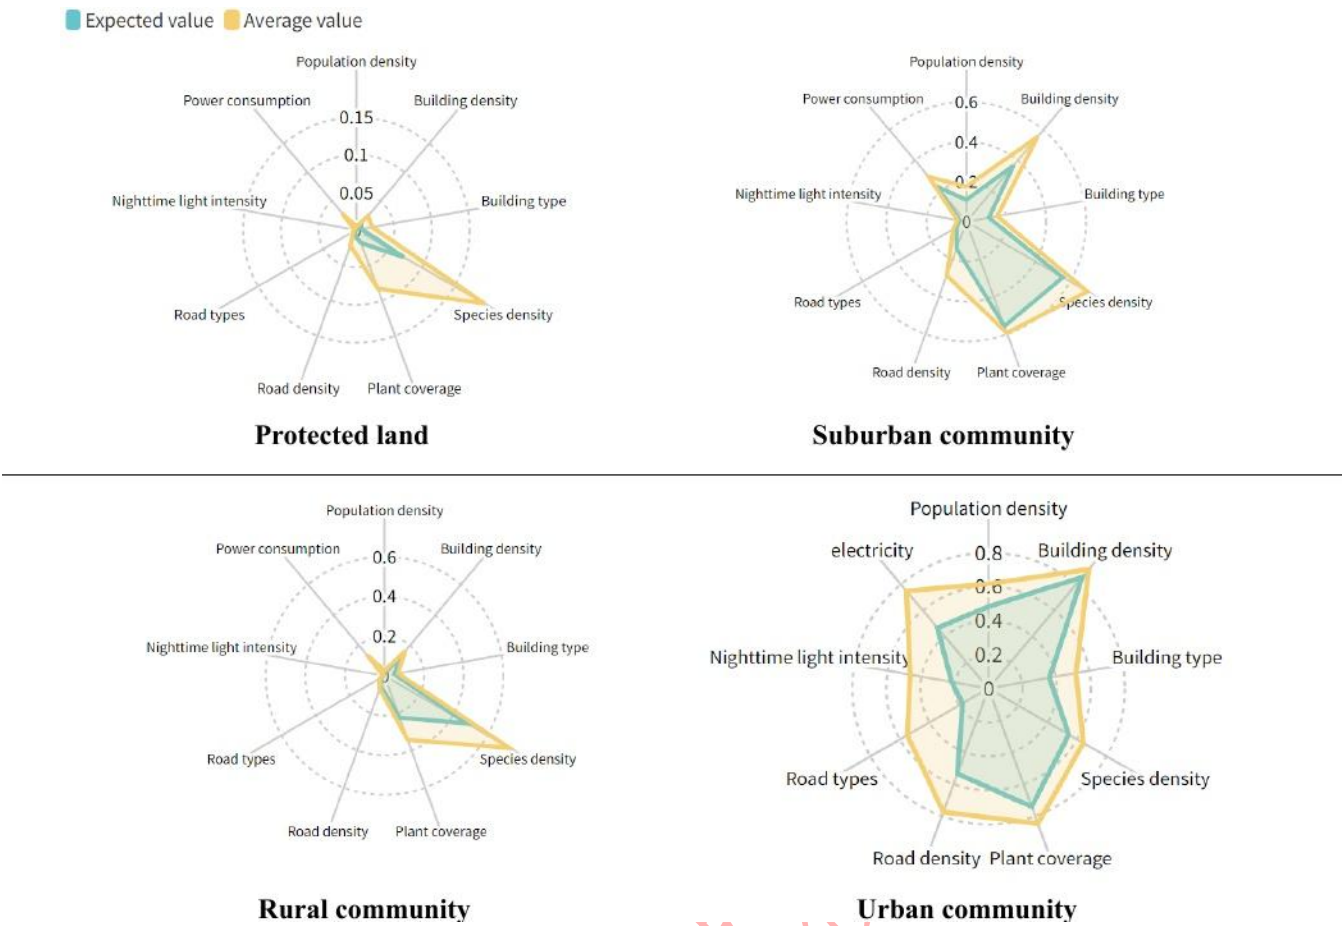 Expected value Average value
Population density
Power consumption
Building density
0.15
0.1
0.05
Nighttime light intensity
Building type
Road types
Species density
Road density
Plant coverage
Protected land
Population density
Power consumption
Building density
0.6
0.4
0.2
0
Nighttime light intensity
Building type
Road types
Species density
Road density
Plant coverage
Suburban community
Population density
Power consumption
Building density
0.6
0.4
0.2
0
Nighttime light intensity
Building type
Road types
Species density
Road density
Plant coverage
Rural community
Population density
electricity
Building density
0.8
0.6
0.4
0.2
0
Nighttime light intensity
Building type
Road types
Species density
Road density
Plant coverage
Urban community